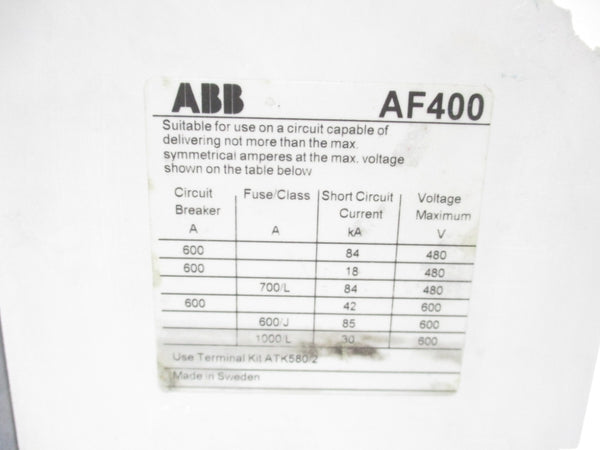 ABB AF400
Suitable for use on a circuit capable of
delivering not more than the max.
symmetrical amperes at the max. voltage
shown on the table below
Circuit Fuse/Class Short Circuit Voltage
Breaker Current Maximum
A A kA V
600 84 480
600 18 480
700/L 84 480
600 42 600
600/J 85 600
1000/L 30 600
Use Terminal Kit ATK580/2
Made in Sweden